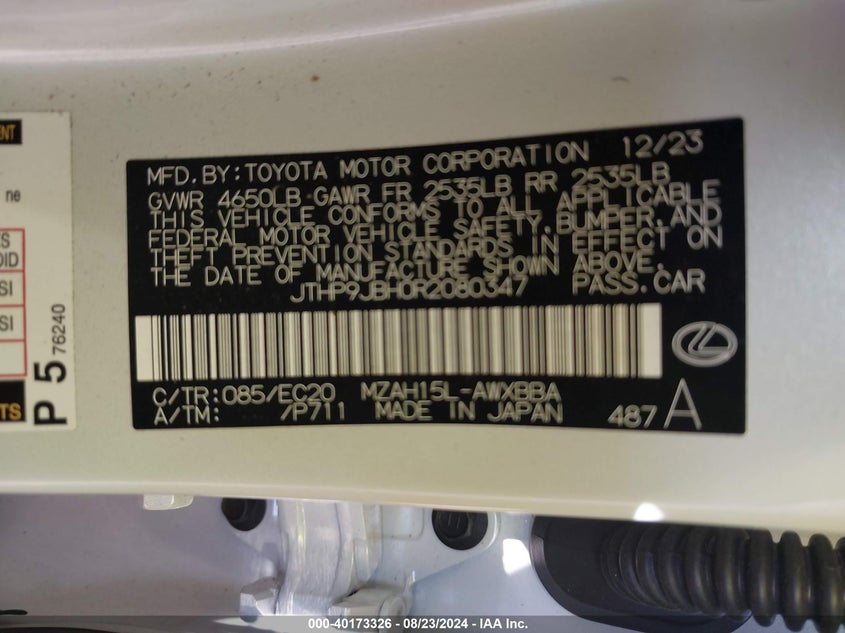 MFD. BY: TOYOTA MOTOR CORPORATION 12/23
GVWR 4650LB GAWR FR 2535LB RR 2535LB
THIS VEHICLE CONFORMS TO ALL APPLICABLE
FEDERAL MOTOR VEHICLE SAFETY,BUMPER,AND
THEFT PREVENTION STANDARDS IN EFFECT ON
THE DATE OF MANUFACTURE SHOWN ABOVE.
JTHP9JBH0R2080347 PASS.CAR
C/TR: 085/EC20 MZAH15L-AWXBBA
A/TM: /P711 MADE IN JAPAN 487 A
ne
SI
SI
P 5 76240
000-40173326 - 08/23/2024 - IAA Inc.